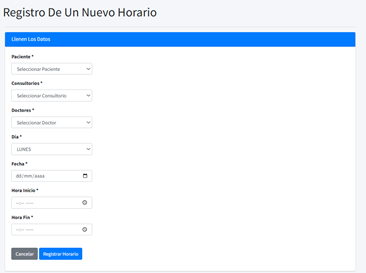 Registro De Un Nuevo Horario
Llenen Los Datos
Paciente *
Seleccionar Paciente
Consultorios *
Seleccionar Consultorio
Doctores *
Seleccionar Doctor
Día *
LUNES
Fecha *
dd/mm/aaaa
Hora Inicio *
--:-- ----
Hora Fin *
--:-- ----
Cancelar Registrar Horario